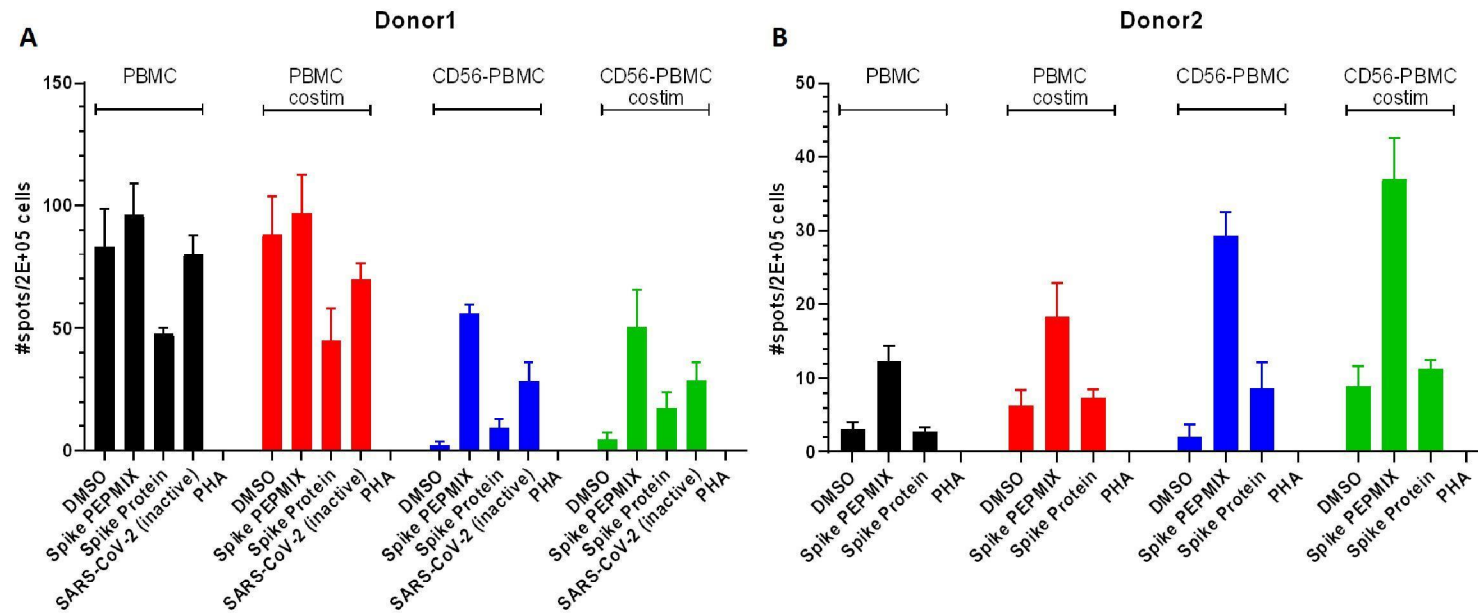 Donor1
A
PBMC
PBMC
costim
CD56-PBMC
CD56-PBMC
costim
#spots/2E+05 cells
150
100
50
0
DMSO
Spike PEPMIX
Spike Protein
SARS-CoV-2 (inactive)
PHA
DMSO
Spike PEPMIX
Spike Protein
SARS-CoV-2 (inactive)
PHA
DMSO
Spike PEPMIX
Spike Protein
SARS-CoV-2 (inactive)
PHA
DMSO
Spike PEPMIX
Spike Protein
SARS-CoV-2 (inactive)
PHA
Donor2
B
PBMC
PBMC
costim
CD56-PBMC
CD56-PBMC
costim
#spots/2E+05 cells
50
40
30
20
10
0
DMSO
Spike PEPMIX
Spike Protein
PHA
DMSO
Spike PEPMIX
Spike Protein
PHA
DMSO
Spike PEPMIX
Spike Protein
PHA
DMSO
Spike PEPMIX
Spike Protein
PHA